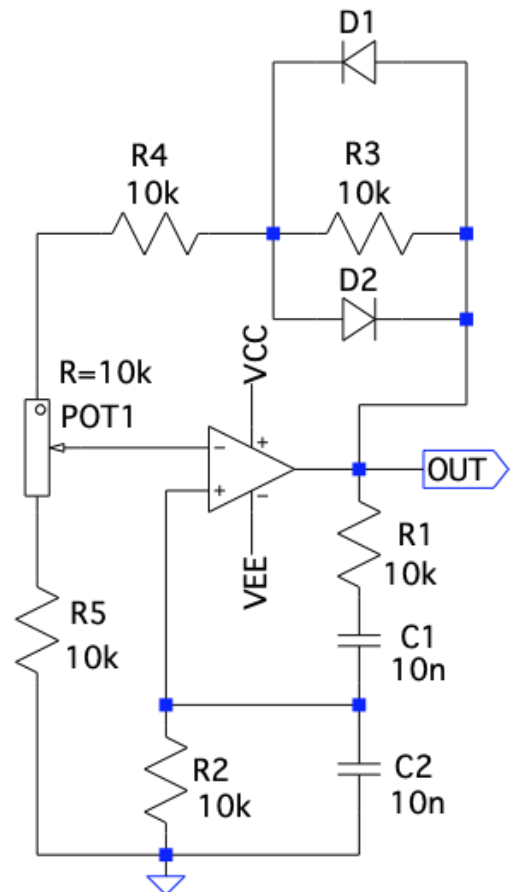 D1
R4
10k
R3
10k
D2
R=10k
POT1
VCC
-
+
+
-
OUT
VEE
R1
10k
C1
10n
R5
10k
R2
10k
C2
10n